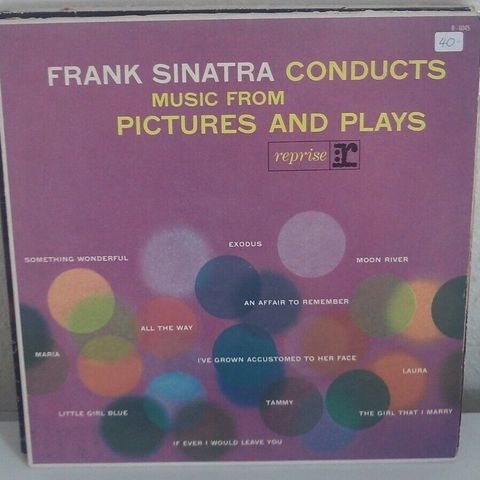 R-6045
40-
FRANK SINATRA CONDUCTS
MUSIC FROM
PICTURES AND PLAYS
reprise r
EXODUS
SOMETHING WONDERFUL
MOON RIVER
AN AFFAIR TO REMEMBER
ALL THE WAY
MARIA
I'VE GROWN ACCUSTOMED TO HER FACE
LAURA
TAMMY
LITTLE GIRL BLUE
THE GIRL THAT I MARRY
IF EVER I WOULD LEAVE YOU